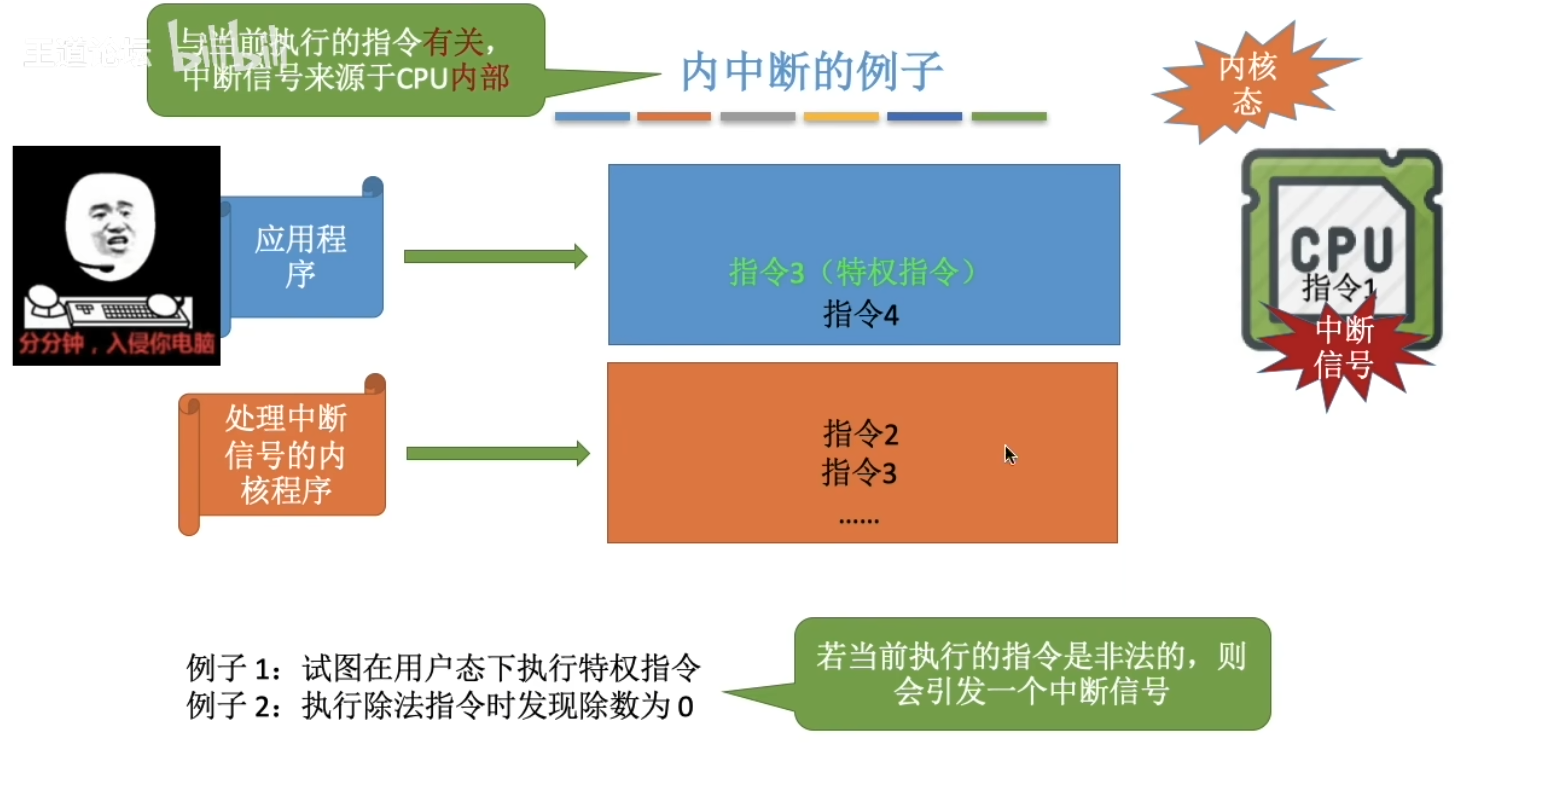 王道论坛
bilibili
与当前执行的指令有关，
中断信号来源于CPU内部
内中断的例子
内核
态
应用程
序
分分钟，入侵你电脑
指令3（特权指令）
指令4
CPU
指令1
中断
信号
处理中断
信号的内
核程序
指令2
指令3
……
例子 1：试图在用户态下执行特权指令
例子 2：执行除法指令时发现除数为 0
若当前执行的指令是非法的，则
会引发一个中断信号